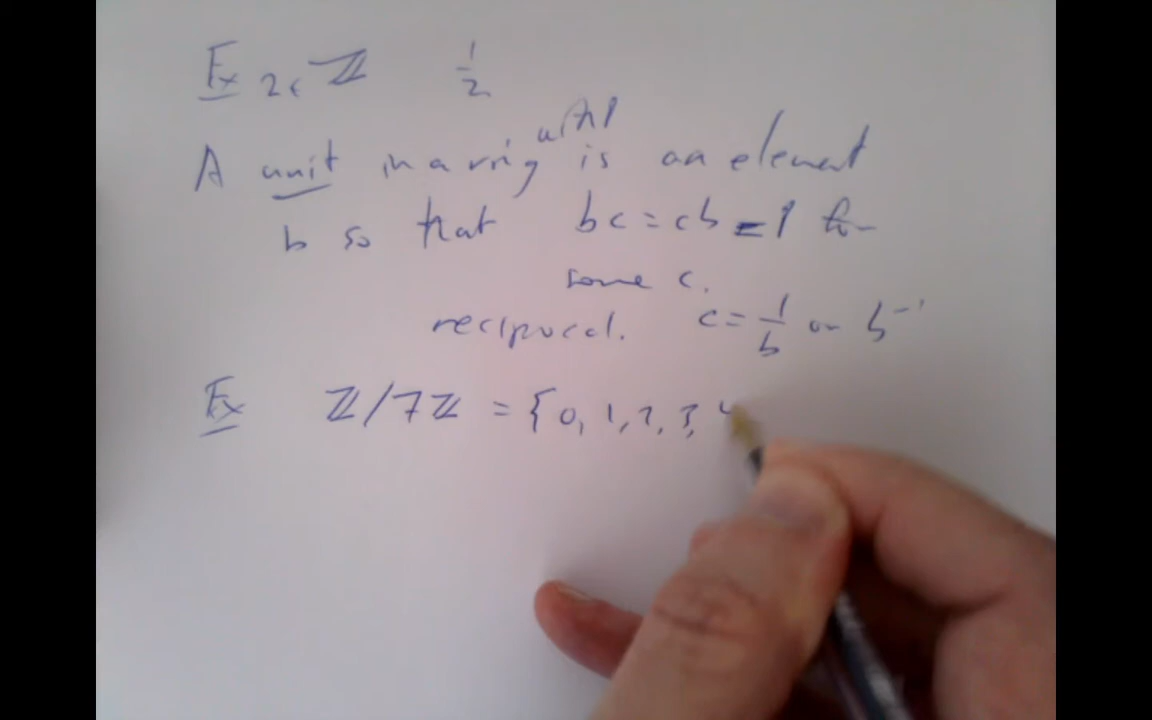 Ex 2∈ ℤ 1/2
A unit in a ring with 1 is an element
b so that bc = cb = 1 for
some c.
reciprocal. c = 1/b or b⁻¹
Ex ℤ/7ℤ = {0, 1, 2, 3, 4